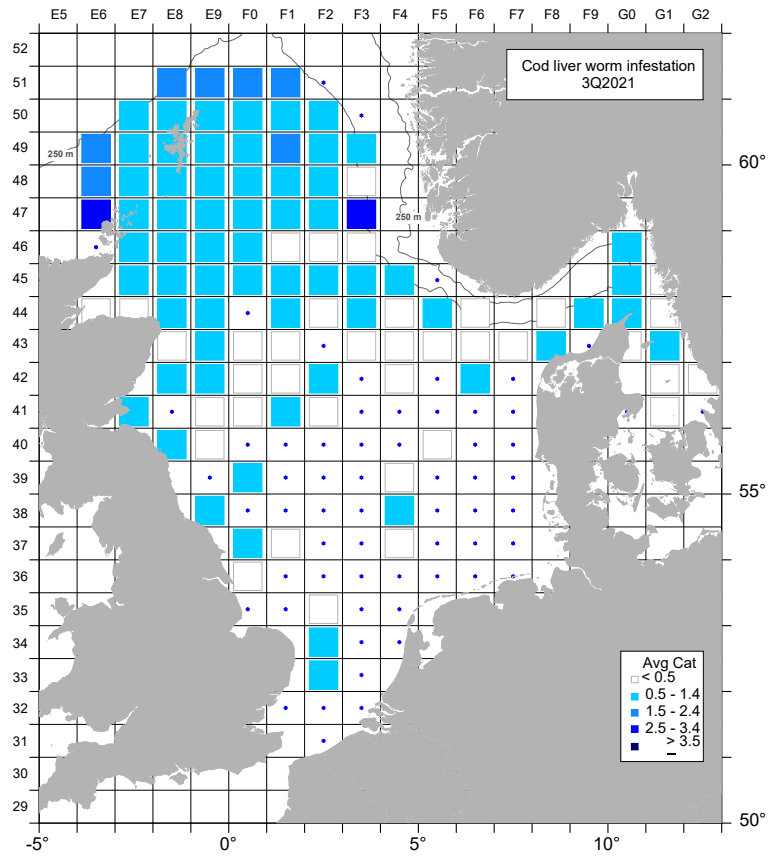 E5 E6 E7 E8 E9 F0 F1 F2 F3 F4 F5 F6 F7 F8 F9 G0 G1 G2
52
51
50
49
48
47
46
45
44
43
42
41
40
39
38
37
36
35
34
33
32
31
30
29
Cod liver worm infestation
3Q2021
250 m
250 m
60°
55°
50°
Avg Cat
< 0.5
0.5 - 1.4
1.5 - 2.4
2.5 - 3.4
≥ 3.5
-5° 0° 5° 10°